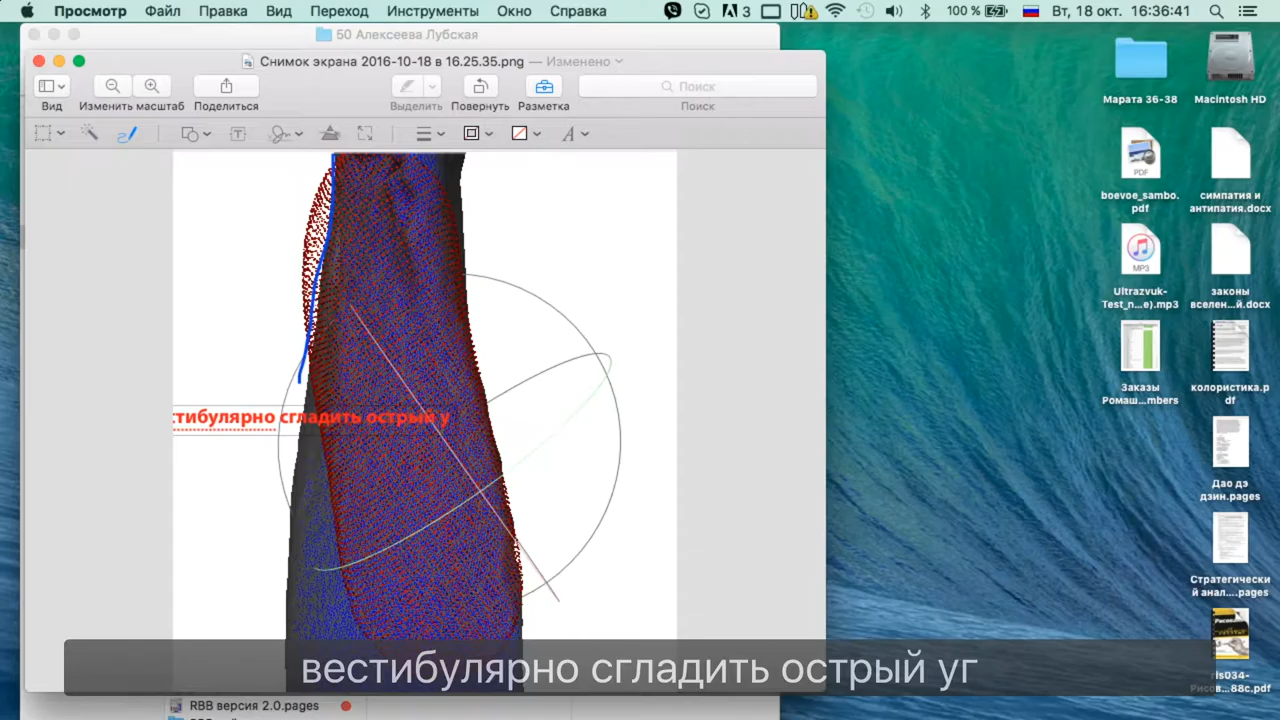 Просмотр Файл Правка Вид Переход Инструменты Окно Справка 3 100 % Вт, 18 окт. 16:36:41
50 Алексеева Лубская
Снимок экрана 2016-10-18 в 16.25.35.png — Изменено
Поиск
Вид Изменить масштаб Поделиться Выделить Повернуть Разметка Поиск
Марата 36-38
Macintosh HD
PDF
boevoe_sambo.
pdf
симпатия и
антипатия.docx
MP3
Ultrazvuk-
Test_n...e).mp3
законы
вселен...й.docx
Заказы
Ромаш...mbers
колористика.p
df
стибулярно сгладить острый у
Дао дэ
дзин.pages
Стратегически
й анал....pages
вестибулярно сгладить острый уг
RBB версия 2.0.pages